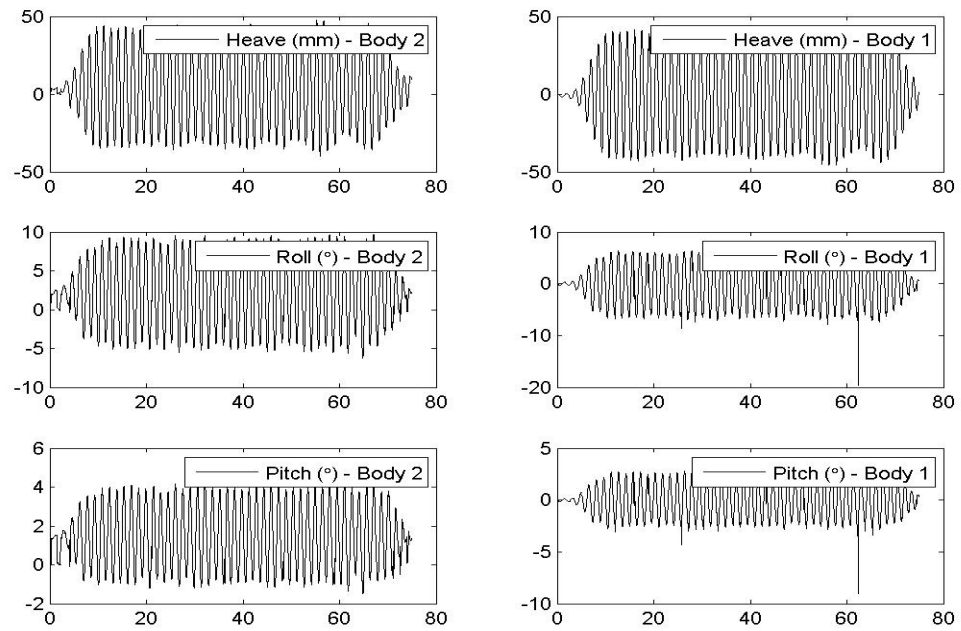 50
0
-50
0 20 40 60 80
Heave (mm) - Body 2
50
0
-50
0 20 40 60 80
Heave (mm) - Body 1
10
5
0
-5
-10
0 20 40 60 80
Roll (°) - Body 2
10
0
-10
-20
0 20 40 60 80
Roll (°) - Body 1
6
4
2
0
-2
0 20 40 60 80
Pitch (°) - Body 2
5
0
-5
-10
0 20 40 60 80
Pitch (°) - Body 1